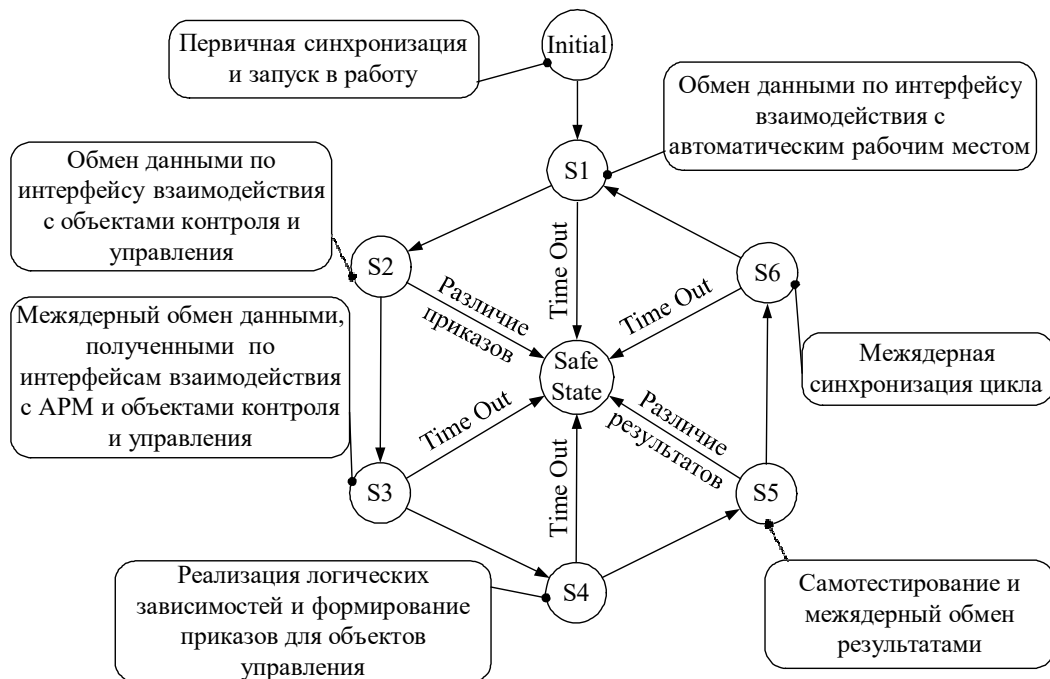 Initial
Первичная синхронизация
и запуск в работу
Обмен данными по интерфейсу
взаимодействия с
автоматическим рабочим местом
S1
Обмен данными по
интерфейсу взаимодействия
с объектами контроля и
управления
S2
S6
Time Out
Различие
приказов
Time Out
Межядерный обмен данными,
полученными по
интерфейсам взаимодействия
с АРМ и объектами контроля
и управления
Safe
State
Межядерная
синхронизация цикла
Time Out
Различие
результатов
Time Out
S3
S5
S4
Реализация логических
зависимостей и формирование
приказов для объектов
управления
Самотестирование и
межядерный обмен
результатами